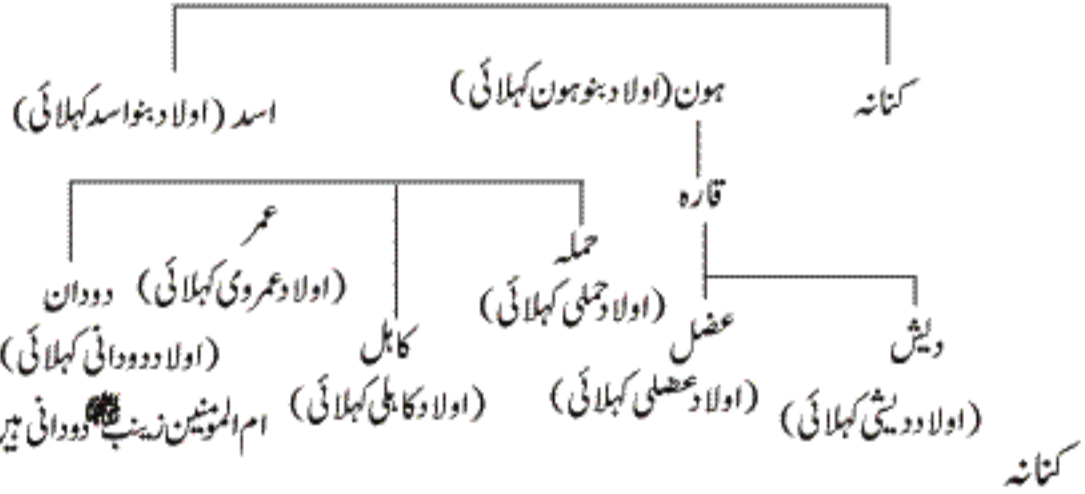 کنانہ
ہون (اولاد بنو ہون کہلائی)
اسد (اولاد بنو اسد کہلائی)
قارہ
دیش
(اولاد دیشی کہلائی)
عضل
(اولاد عضلی کہلائی)
حملہ
(اولاد حملی کہلائی)
کاہل
(اولاد کاہلی کہلائی)
عمر
(اولاد عمروی کہلائی)
دودان
(اولاد دودانی کہلائی)
ام المومنین زینب دودانی ہیں
کنانہ